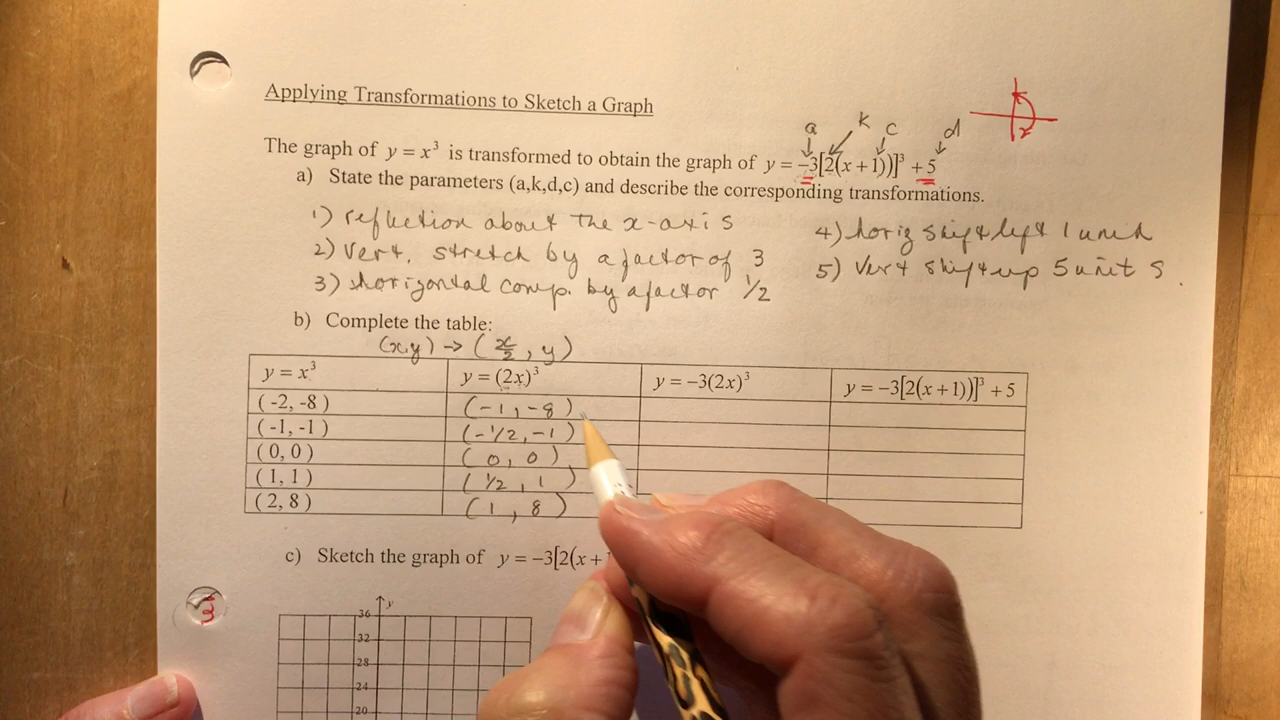 Applying Transformations to Sketch a Graph
a k c d
The graph of y = x³ is transformed to obtain the graph of y = −3[2(x+1))]³ + 5
a) State the parameters (a,k,d,c) and describe the corresponding transformations.
1) reflection about the x-axis
2) Vert. stretch by a factor of 3
3) horizontal comp. by a factor 1/2
4) horiz shift left 1 unit
5) Vert shift up 5 units.
b) Complete the table:
(x,y) → (x/2, y)
y = x³ y = (2x)³ y = −3(2x)³ y = −3[2(x+1))]³ + 5
(-2, -8) (-1, -8)
(-1, -1) (-1/2, -1)
(0, 0) (0, 0)
(1, 1) (1/2, 1)
(2, 8) (1, 8)
c) Sketch the graph of y = −3[2(x+
3
y
36
32
28
24
20